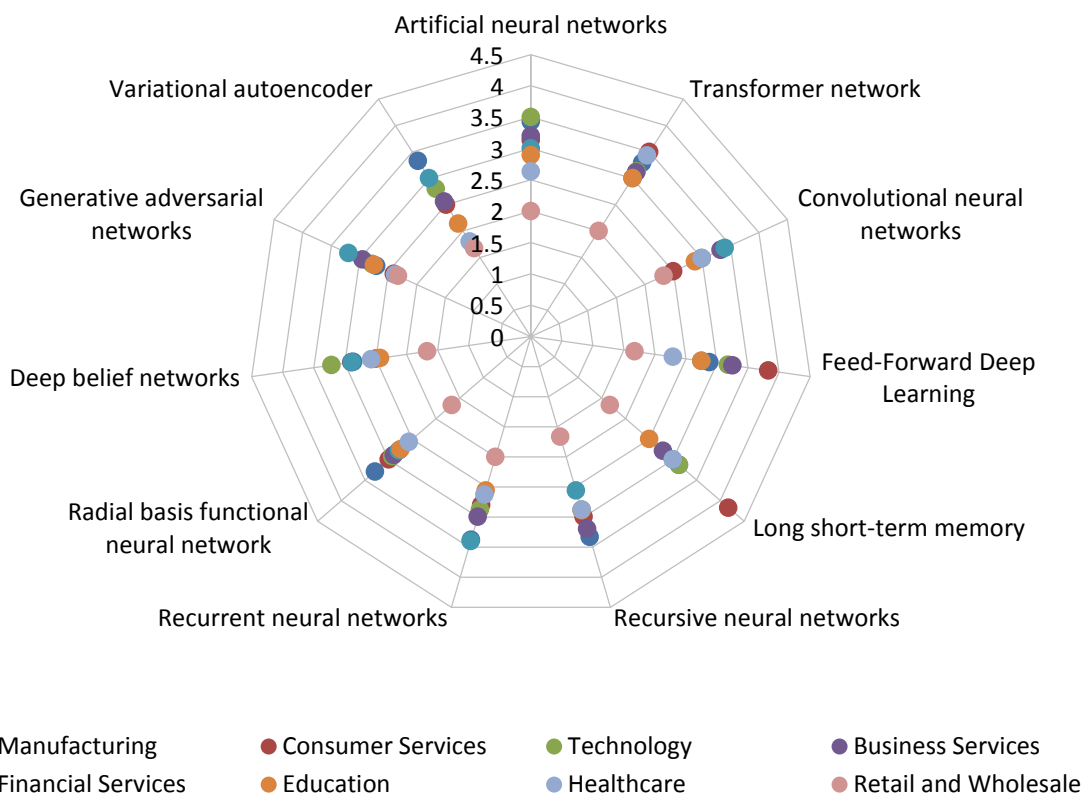 Artificial neural networks
4.5
4
3.5
3
2.5
2
1.5
1
0.5
0
Transformer network
Convolutional neural
networks
Feed-Forward Deep
Learning
Long short-term memory
Recursive neural networks
Recurrent neural networks
Radial basis functional
neural network
Deep belief networks
Generative adversarial
networks
Variational autoencoder
Manufacturing
Consumer Services
Technology
Business Services
Financial Services
Education
Healthcare
Retail and Wholesale